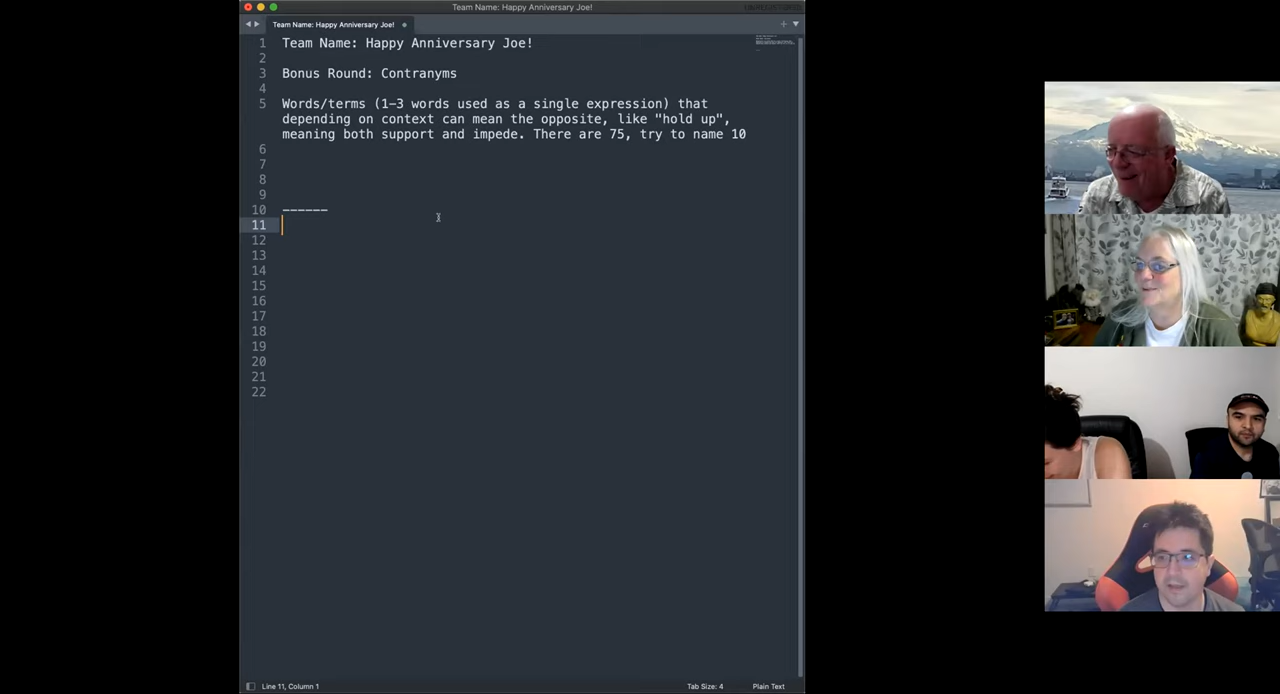 Team Name: Happy Anniversary Joe!
Team Name: Happy Anniversary Joe!
1 Team Name: Happy Anniversary Joe!
2
3 Bonus Round: Contranyms
4
5 Words/terms (1-3 words used as a single expression) that
depending on context can mean the opposite, like "hold up",
meaning both support and impede. There are 75, try to name 10
6
7
8
9
10 ------
11
12
13
14
15
16
17
18
19
20
21
22
Line 11, Column 1
Tab Size: 4
Plain Text